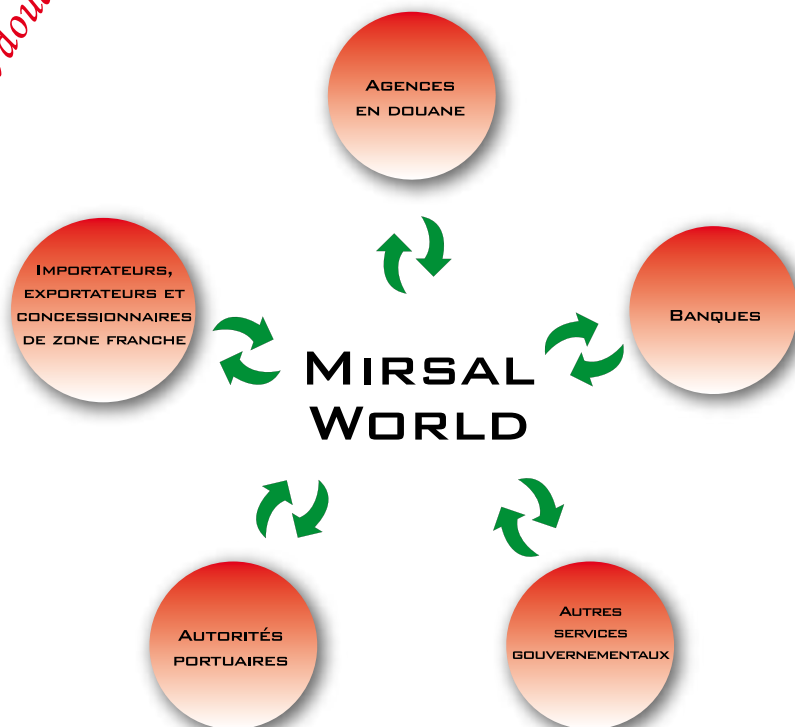 AGENCES
EN DOUANE
IMPORTATEURS,
EXPORTATEURS ET
CONCESSIONNAIRES
DE ZONE FRANCHE
BANQUES
MIRSAL
WORLD
AUTORITÉS
PORTUAIRES
AUTRES
SERVICES
GOUVERNEMENTAUX